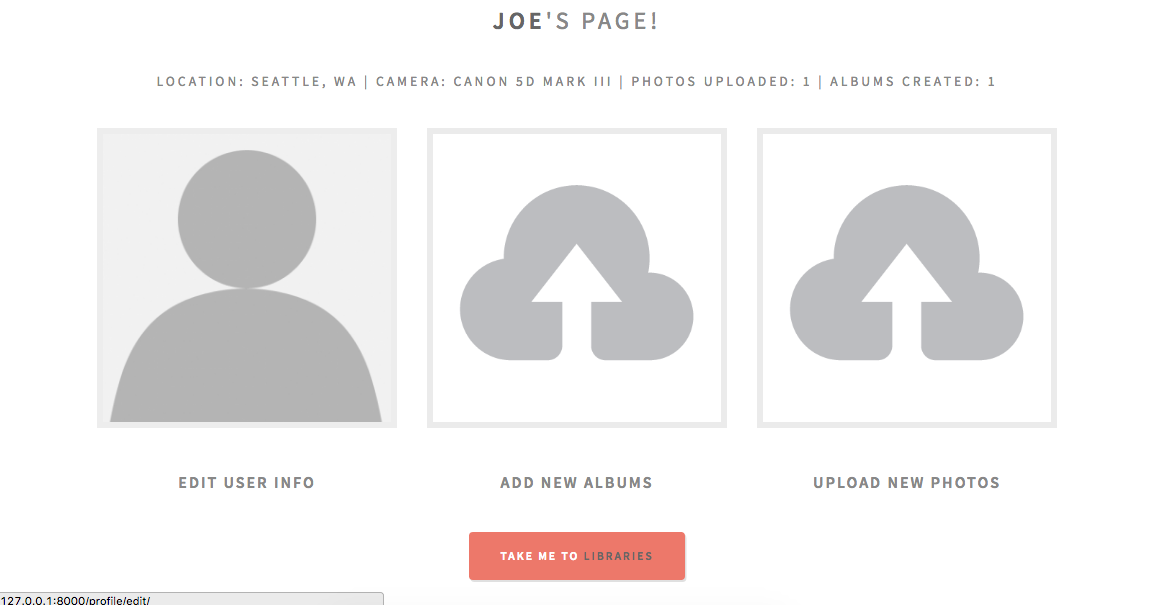 JOE'S PAGE!
LOCATION: SEATTLE, WA | CAMERA: CANON 5D MARK III | PHOTOS UPLOADED: 1 | ALBUMS CREATED: 1
EDIT USER INFO
ADD NEW ALBUMS
UPLOAD NEW PHOTOS
TAKE ME TO LIBRARIES
127.0.0.1:8000/profile/edit/